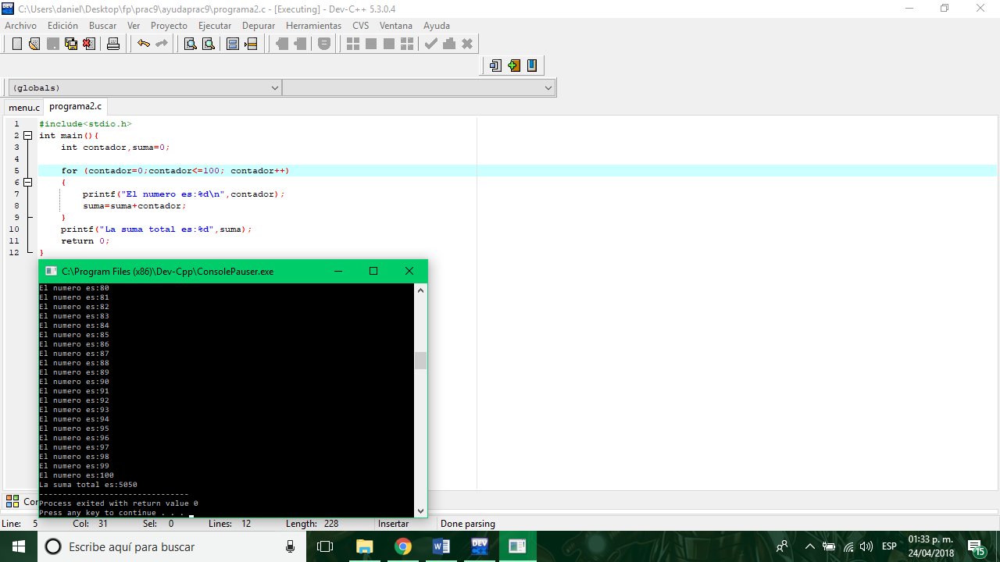 C:\Users\daniel\Desktop\fp\prac9\ayudaprac9\programa2.c - [Executing] - Dev-C++ 5.3.0.4
Archivo Edición Buscar Ver Proyecto Ejecutar Depurar Herramientas CVS Ventana Ayuda
(globals)
menu.c programa2.c
1 #include<stdio.h>
2 int main(){
3 int contador,suma=0;
4
5 for (contador=0;contador<=100; contador++)
6 {
7 printf("El numero es:%d\n",contador);
8 suma=suma+contador;
9 }
10 printf("La suma total es:%d",suma);
11 return 0;
12 }
C:\Program Files (x86)\Dev-Cpp\ConsolePauser.exe
El numero es:80
El numero es:81
El numero es:82
El numero es:83
El numero es:84
El numero es:85
El numero es:86
El numero es:87
El numero es:88
El numero es:89
El numero es:90
El numero es:91
El numero es:92
El numero es:93
El numero es:94
El numero es:95
El numero es:96
El numero es:97
El numero es:98
El numero es:99
El numero es:100
La suma total es:5050
--------------------------------
Process exited with return value 0
Press any key to continue . . .
Line: 5 Col: 31 Sel: 0 Lines: 12 Length: 228 Insertar Done parsing
Escribe aquí para buscar
DEV
ESP
01:33 p. m.
24/04/2018
15